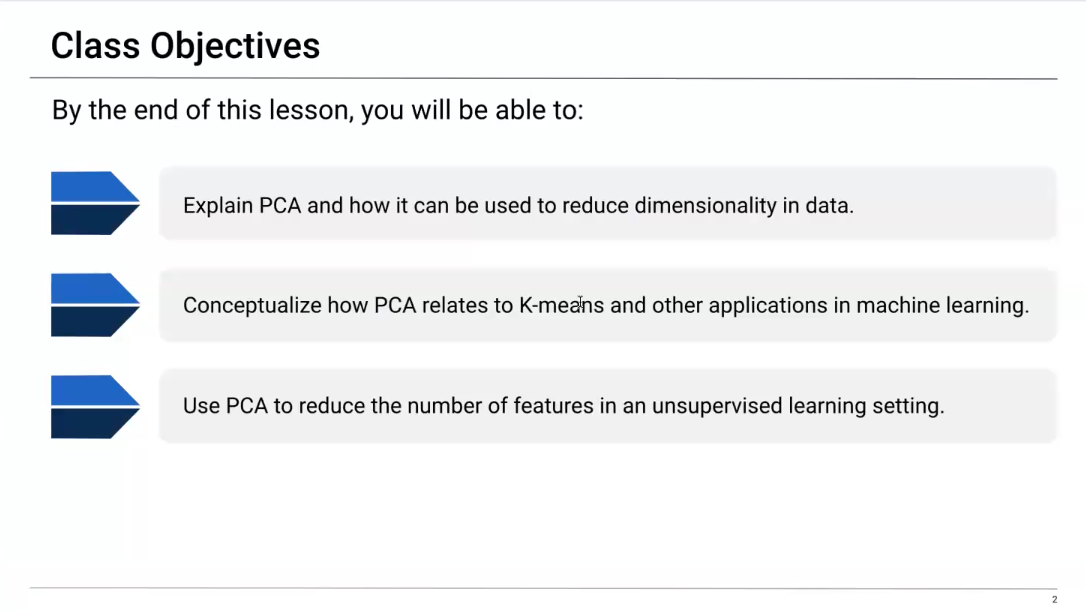 Class Objectives
By the end of this lesson, you will be able to:
Explain PCA and how it can be used to reduce dimensionality in data.
Conceptualize how PCA relates to K-means and other applications in machine learning.
Use PCA to reduce the number of features in an unsupervised learning setting.
2